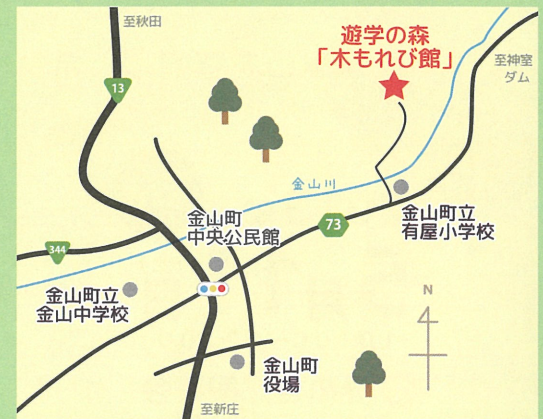 至秋田
遊学の森
「木もれび館」
至神室
ダム
13
金山川
金山町立
有屋小学校
金山町
中央公民館
73
344
金山町立
金山中学校
N
金山町
役場
至新庄